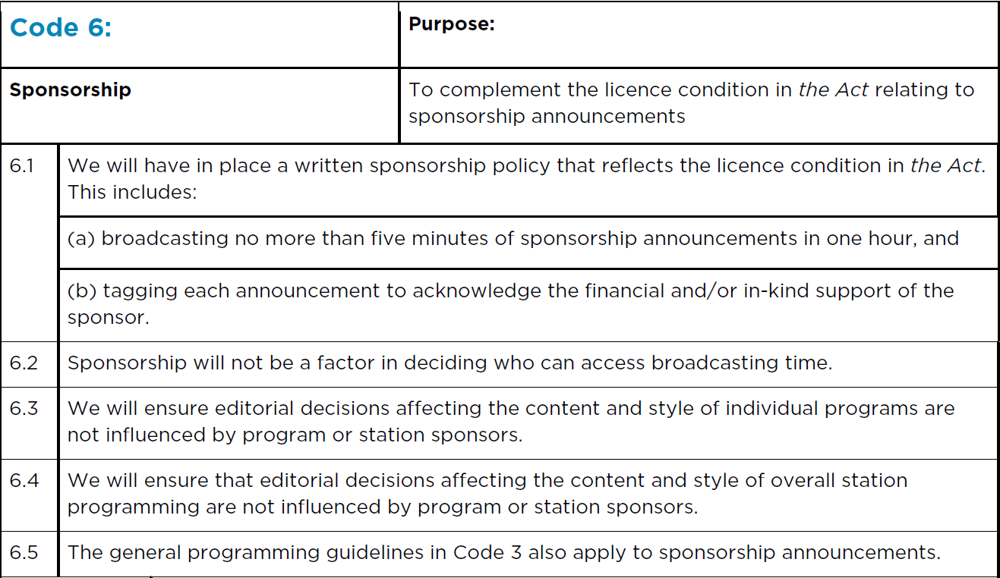 Code 6:
Purpose:
Sponsorship
To complement the licence condition in the Act relating to
sponsorship announcements
6.1
We will have in place a written sponsorship policy that reflects the licence condition in the Act.
This includes:
(a) broadcasting no more than five minutes of sponsorship announcements in one hour, and
(b) tagging each announcement to acknowledge the financial and/or in-kind support of the
sponsor.
6.2
Sponsorship will not be a factor in deciding who can access broadcasting time.
6.3
We will ensure editorial decisions affecting the content and style of individual programs are
not influenced by program or station sponsors.
6.4
We will ensure that editorial decisions affecting the content and style of overall station
programming are not influenced by program or station sponsors.
6.5
The general programming guidelines in Code 3 also apply to sponsorship announcements.